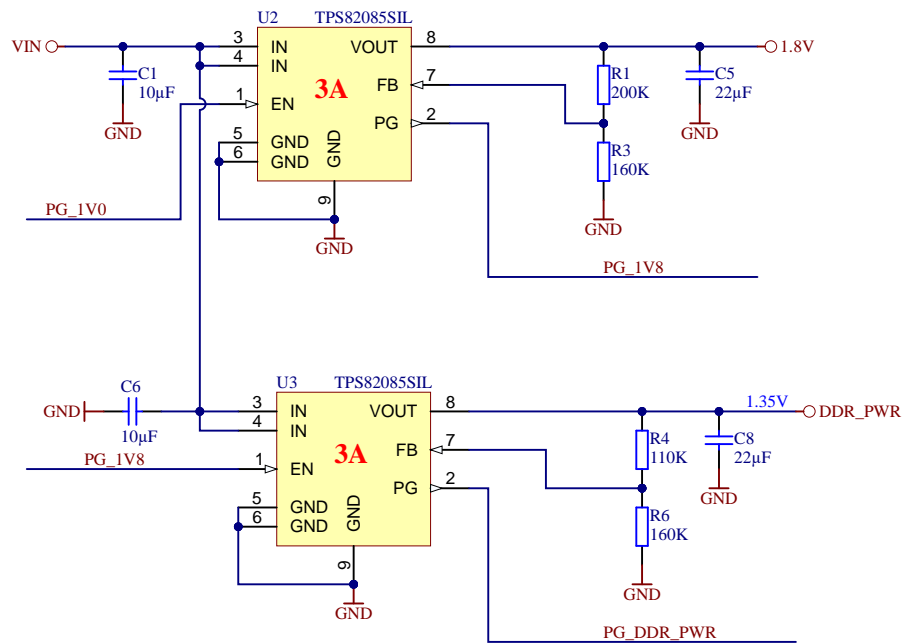 U2 TPS82085SIL
VIN
3 IN VOUT 8 1.8V
4 IN
C1
10µF
3A
FB 7
R1
200K
C5
22µF
1 EN
PG 2
GND
GND
5 GND
6 GND
GND
9
R3
160K
PG_1V0
GND
GND
PG_1V8
U3 TPS82085SIL
C6
10µF
GND
3 IN VOUT 8 1.35V DDR_PWR
4 IN
3A
FB 7
R4
110K
C8
22µF
PG_1V8
1 EN
PG 2
GND
5 GND
6 GND
GND
9
R6
160K
GND
GND
PG_DDR_PWR